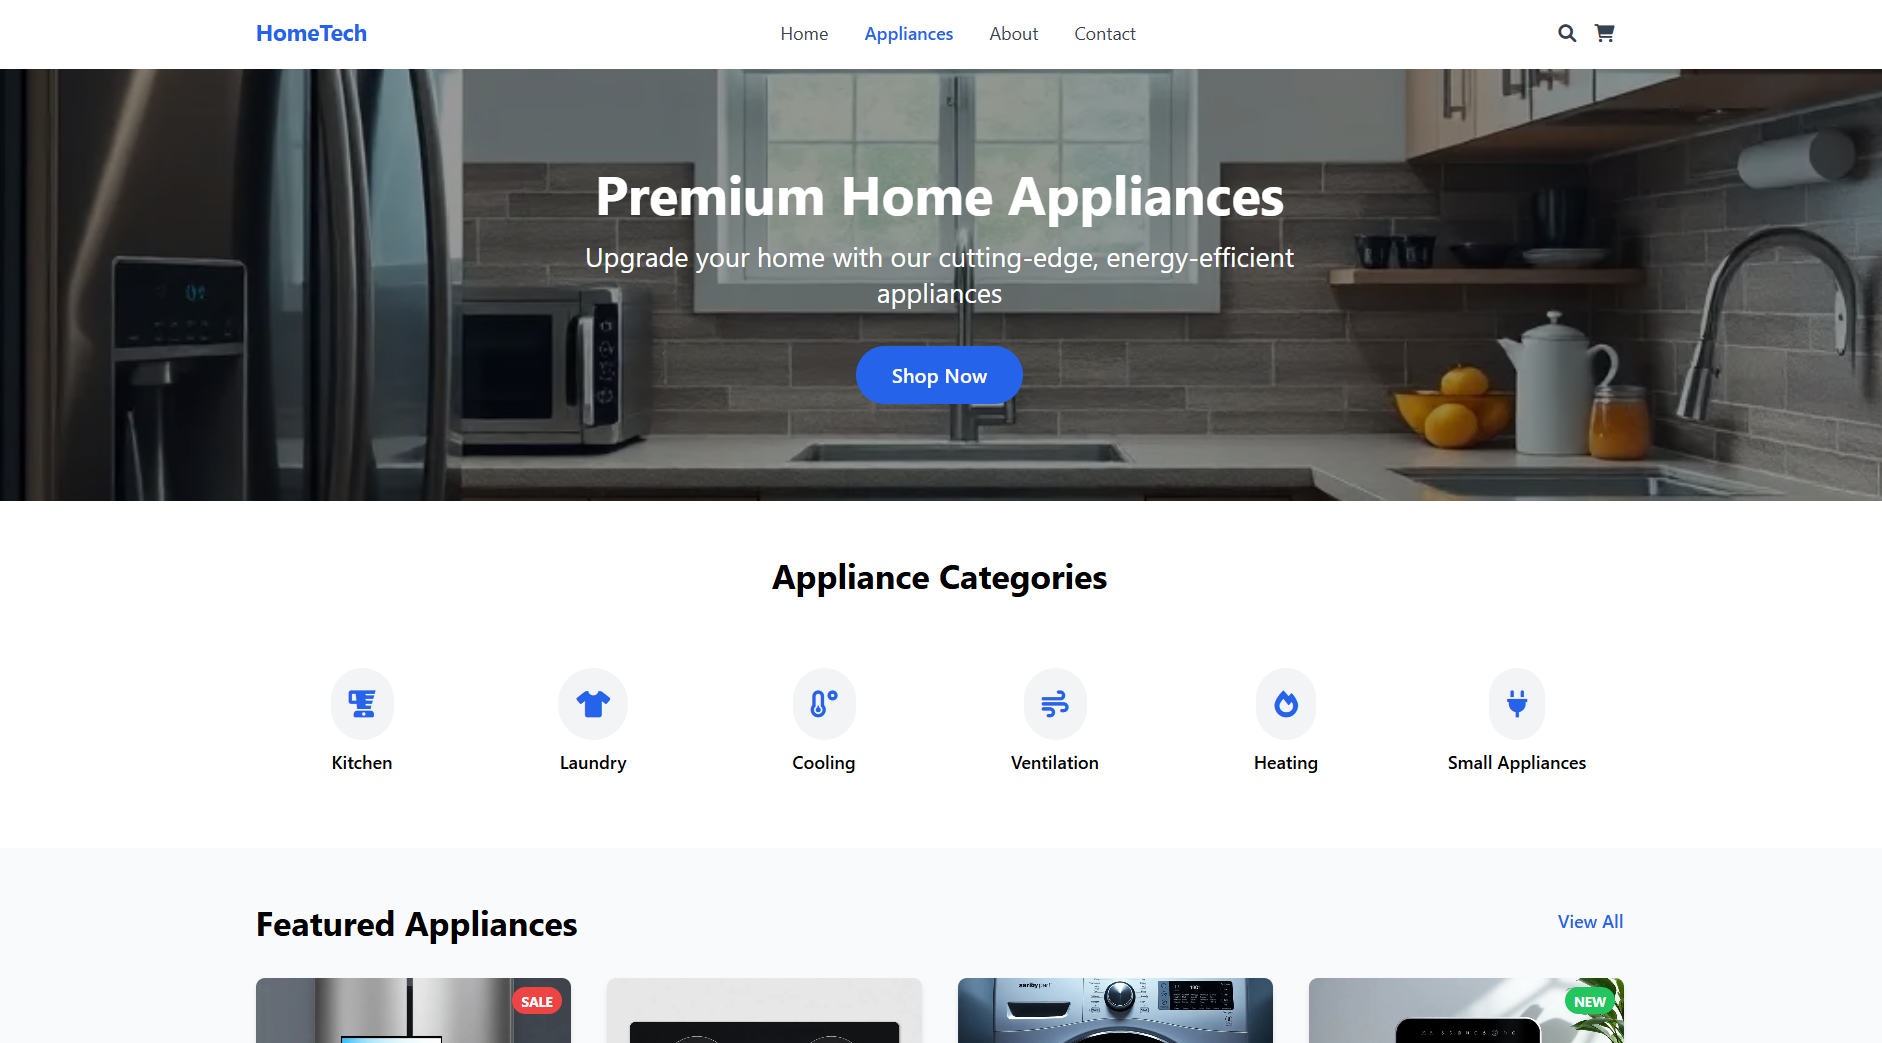 HomeTech
Home
Appliances
About
Contact
Premium Home Appliances
Upgrade your home with our cutting-edge, energy-efficient
appliances
Shop Now
Appliance Categories
Kitchen
Laundry
Cooling
Ventilation
Heating
Small Appliances
Featured Appliances
View All
SALE
NEW